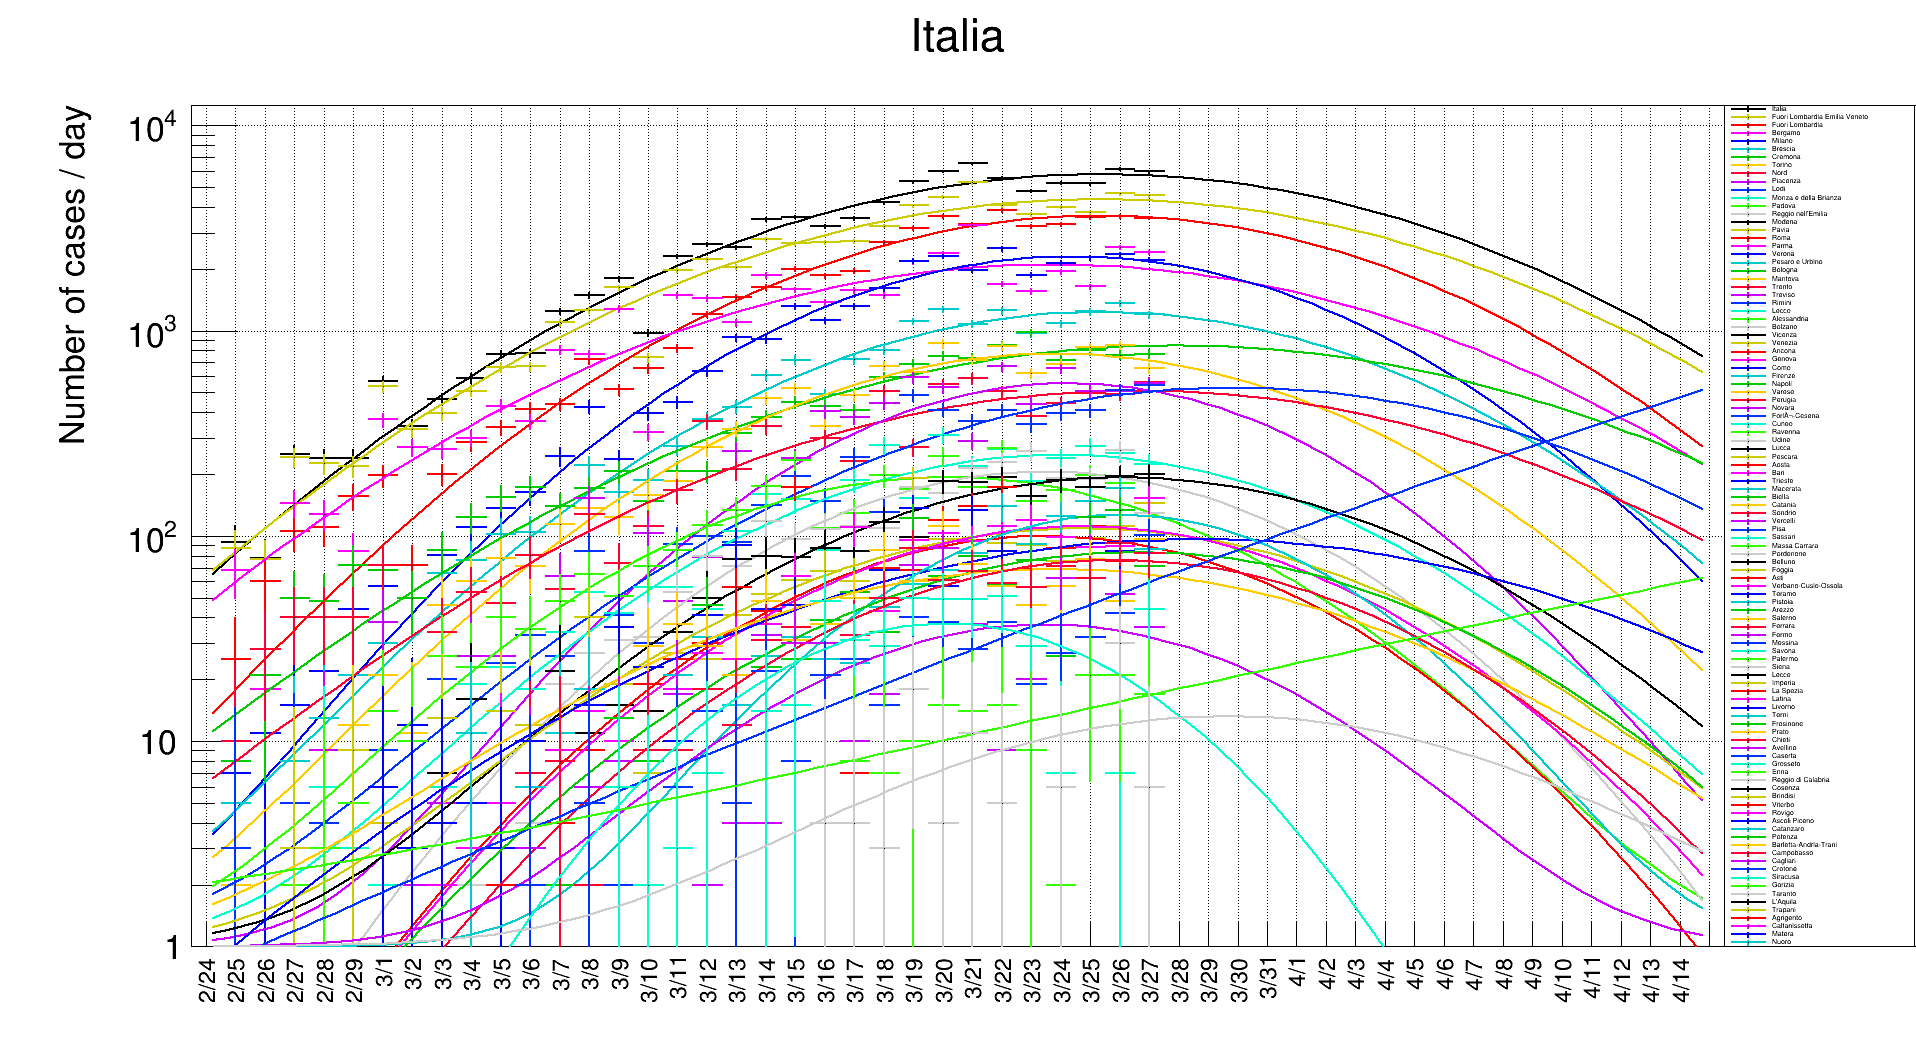 Italia
Number of cases / day
10^4
10^3
10^2
10
1
2/24
2/25
2/26
2/27
2/28
2/29
3/1
3/2
3/3
3/4
3/5
3/6
3/7
3/8
3/9
3/10
3/11
3/12
3/13
3/14
3/15
3/16
3/17
3/18
3/19
3/20
3/21
3/22
3/23
3/24
3/25
3/26
3/27
3/28
3/29
3/30
3/31
4/1
4/2
4/3
4/4
4/5
4/6
4/7
4/8
4/9
4/10
4/11
4/12
4/13
4/14
Italia
Fuori Lombardia Emilia Veneto
Fuori Lombardia
Bergamo
Milano
Brescia
Cremona
Torino
Nord
Piacenza
Lodi
Monza e della Brianza
Padova
Reggio nell'Emilia
Modena
Pavia
Roma
Parma
Verona
Pesaro e Urbino
Bologna
Mantova
Trento
Treviso
Rimini
Lecco
Alessandria
Bolzano
Vicenza
Venezia
Ancona
Genova
Como
Firenze
Napoli
Varese
Perugia
Novara
Cuneo
Ravenna
Udine
Lucca
Pescara
Aosta
Bari
Trieste
Macerata
Biella
Catania
Sondrio
Vercelli
Pisa
Sassari
Massa Carrara
Pordenone
Belluno
Foggia
Asti
Verbano-Cusio-Ossola
Teramo
Pistoia
Arezzo
Salerno
Ferrara
Fermo
Messina
Savona
Palermo
Siena
Lecce
Imperia
La Spezia
Latina
Livorno
Terni
Frosinone
Prato
Chieti
Avellino
Caserta
Grosseto
Enna
Reggio di Calabria
Cosenza
Brindisi
Viterbo
Rovigo
Ascoli Piceno
Catanzaro
Potenza
Barletta-Andria-Trani
Campobasso
Cagliari
Crotone
Siracusa
Gorizia
Taranto
L'Aquila
Trapani
Agrigento
Caltanissetta
Matera
Nuoro